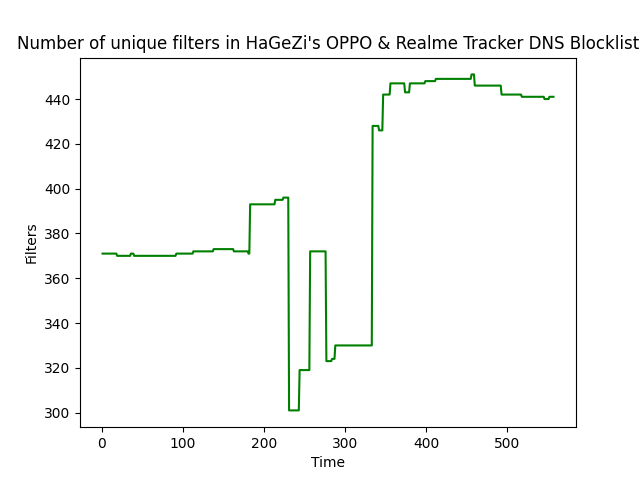 Number of unique filters in HaGeZi's OPPO & Realme Tracker DNS Blocklist
440
420
400
380
360
340
320
300
Filters
0 100 200 300 400 500
Time